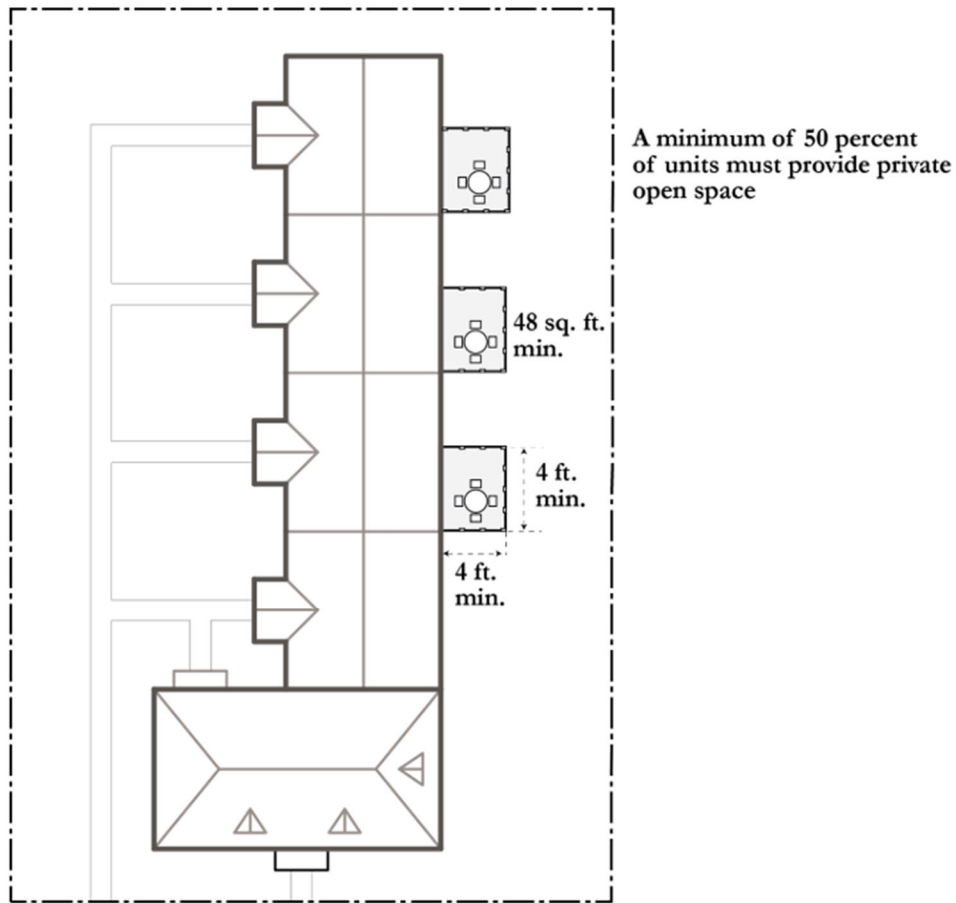 A minimum of 50 percent
of units must provide private
open space
48 sq. ft.
min.
4 ft.
min.
4 ft.
min.